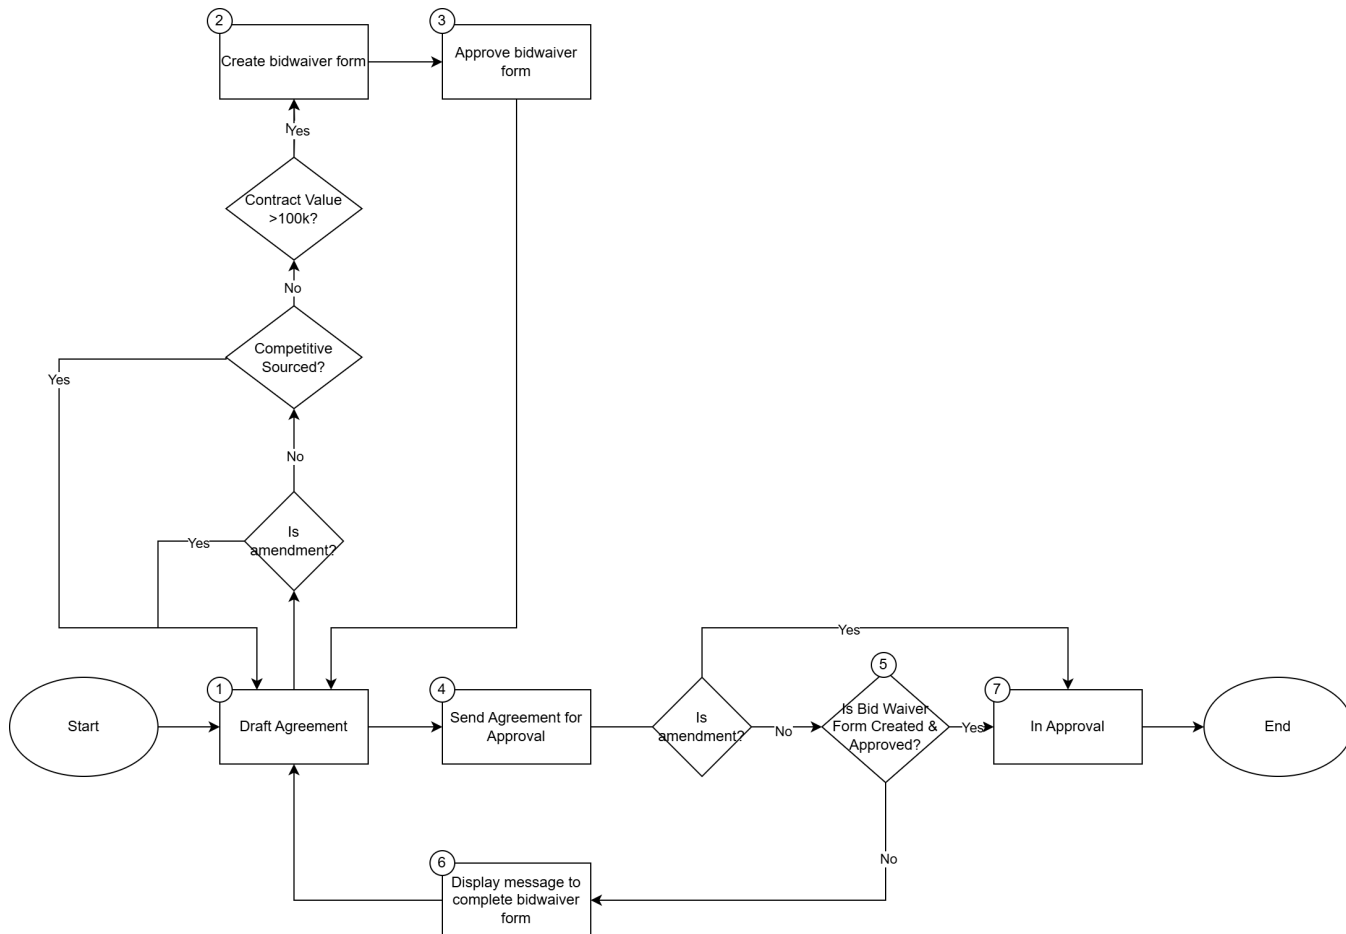 2
3
Create bidwaiver form
Approve bidwaiver
form
Yes
Contract Value
>100k?
No
Competitive
Sourced?
Yes
No
Is
amendment?
Yes
Yes
5
1
4
7
Start
Draft Agreement
Send Agreement for
Approval
Is
amendment?
No
Is Bid Waiver
Form Created &
Approved?
Yes
In Approval
End
No
6
Display message to
complete bidwaiver
form